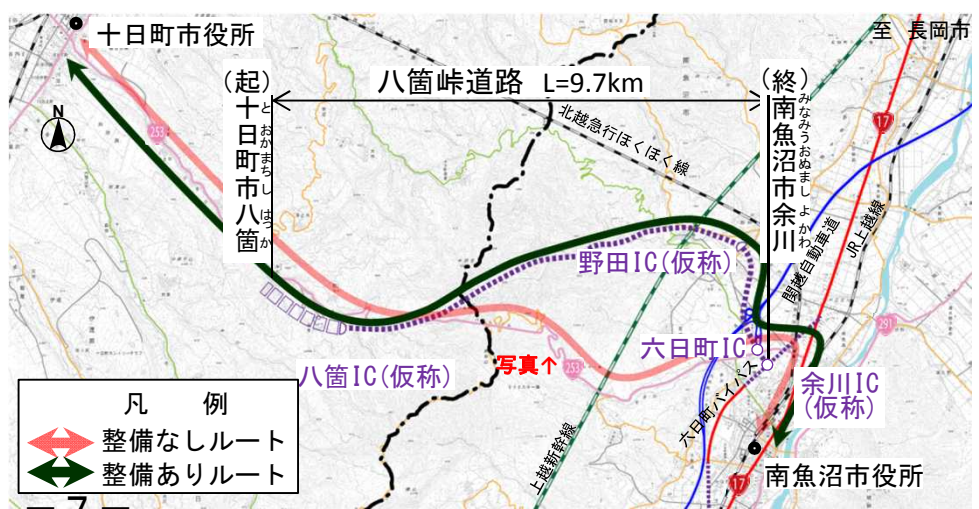 十日町市役所
至 長岡市
(起)
八箇峠道路 L=9.7km
(終)
十日町市八箇
とおかまちし はっか
南魚沼市余川
みなみうおぬまし よかわ
N
253
17
北越急行ほくほく線
関越自動車道
JR上越線
野田IC(仮称)
291
六日町IC
八箇IC(仮称)
写真↑
253
六日町バイパス
余川IC
(仮称)
上越新幹線
凡 例
整備なしルート
整備ありルート
南魚沼市役所
17